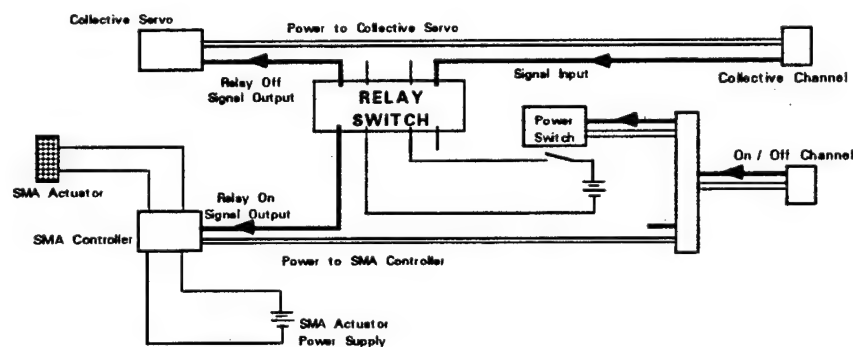 Collective Servo
Power to Collective Servo
Relay Off
Signal Output
Signal Input
Collective Channel
RELAY
SWITCH
Power
Switch
On / Off Channel
SMA Actuator
Relay On
Signal Output
SMA Controller
Power to SMA Controller
SMA Actuator
Power Supply